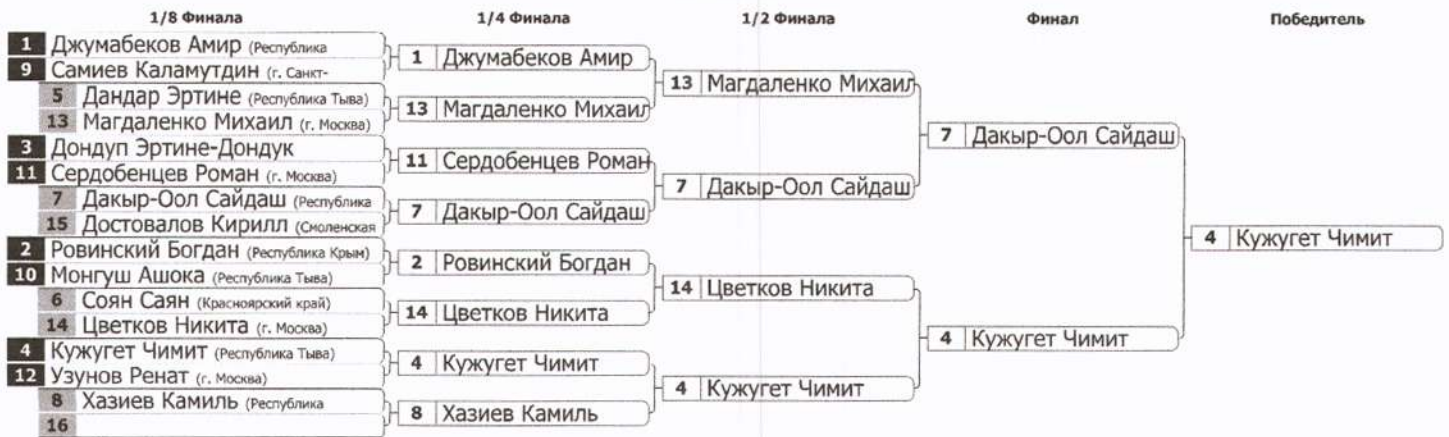 1/8 Финала 1/4 Финала 1/2 Финала Финал Победитель
1 Джумабеков Амир (Республика
9 Самиев Каламутдин (г. Санкт-
5 Дандар Эртине (Республика Тыва)
13 Магдаленко Михаил (г. Москва)
3 Дондуп Эртине-Дондук
11 Сердобенцев Роман (г. Москва)
7 Дакыр-Оол Сайдаш (Республика
15 Достовалов Кирилл (Смоленская
2 Ровинский Богдан (Республика Крым)
10 Монгуш Ашока (Республика Тыва)
6 Соян Саян (Красноярский край)
14 Цветков Никита (г. Москва)
4 Кужугет Чимит (Республика Тыва)
12 Узунов Ренат (г. Москва)
8 Хазиев Камиль (Республика
16
1 Джумабеков Амир
13 Магдаленко Михаил
11 Сердобенцев Роман
7 Дакыр-Оол Сайдаш
2 Ровинский Богдан
14 Цветков Никита
4 Кужугет Чимит
8 Хазиев Камиль
13 Магдаленко Михаил
7 Дакыр-Оол Сайдаш
14 Цветков Никита
4 Кужугет Чимит
7 Дакыр-Оол Сайдаш
4 Кужугет Чимит
4 Кужугет Чимит